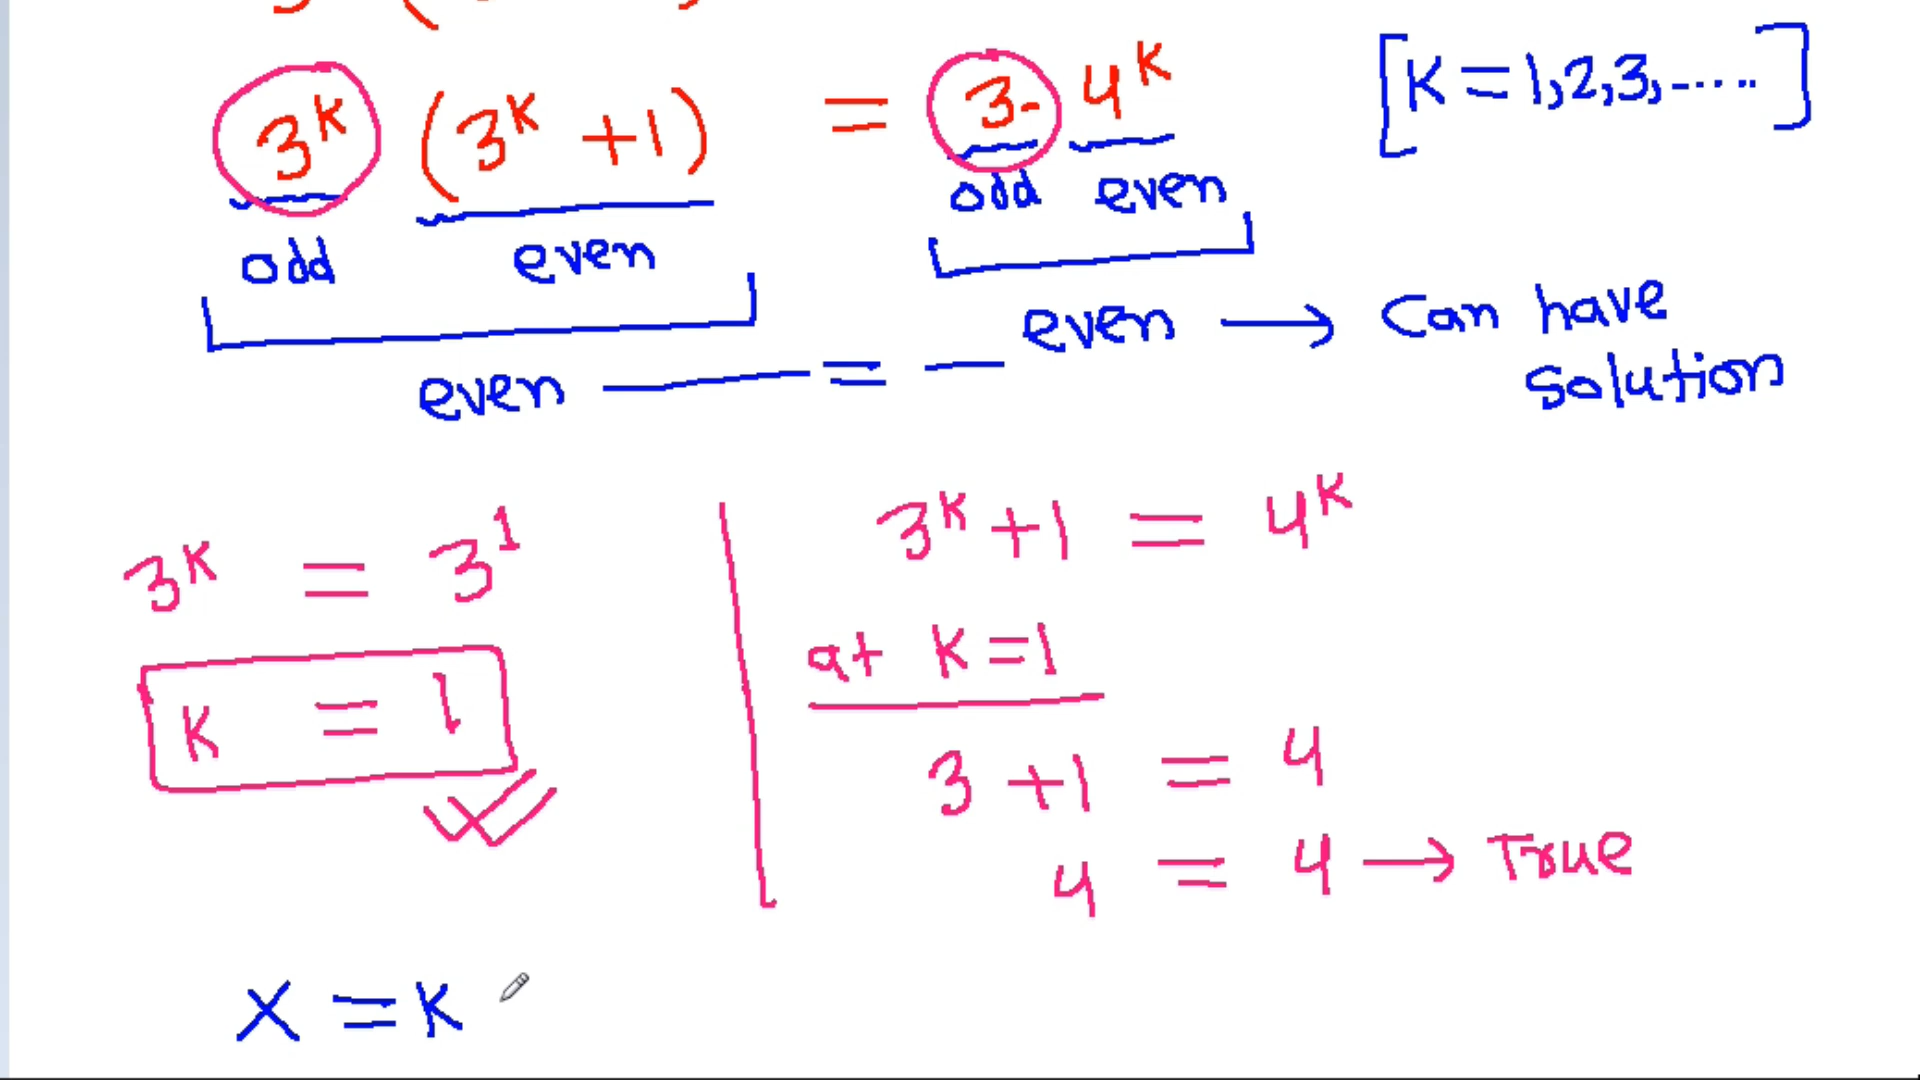 3^k (3^k + 1) = 3. 4^k [K = 1,2,3,.....]
odd even odd even
even = even → Can have solution
3^k = 3^1
K = 1
3^k + 1 = 4^k
at K = 1
3 + 1 = 4
4 = 4 → True
X = K